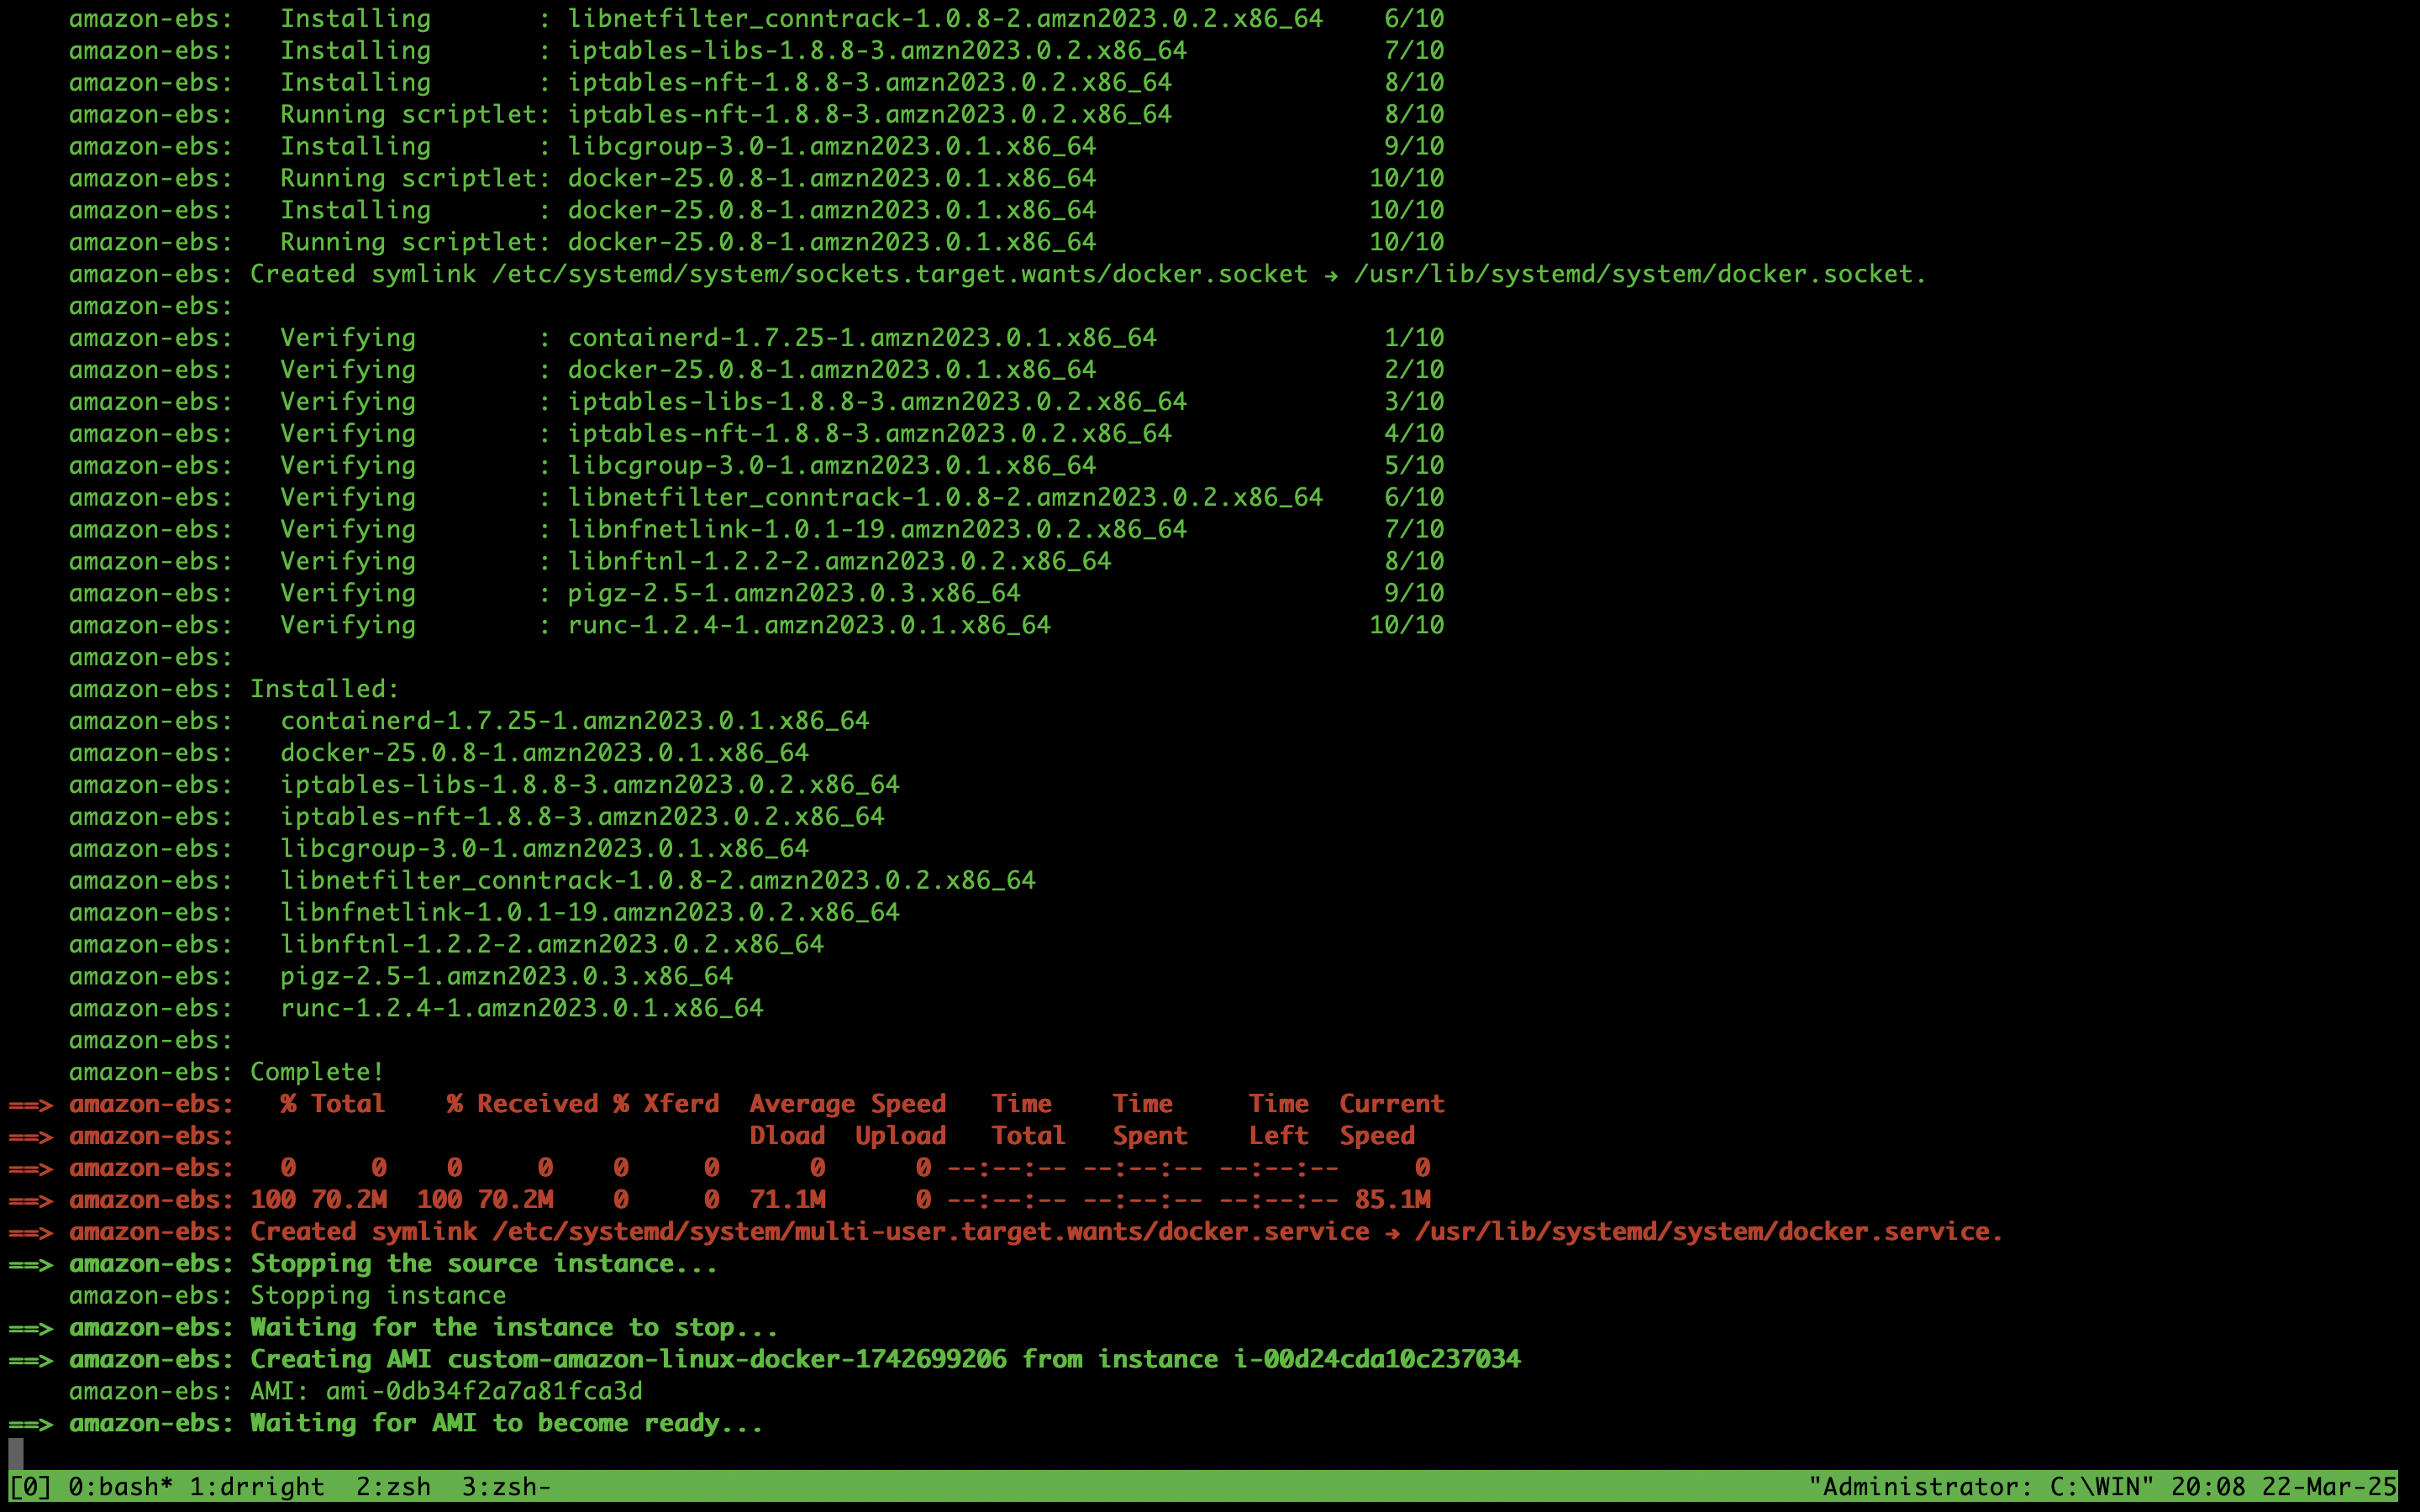 amazon-ebs:   Installing       : libnetfilter_conntrack-1.0.8-2.amzn2023.0.2.x86_64    6/10
amazon-ebs:   Installing       : iptables-libs-1.8.8-3.amzn2023.0.2.x86_64             7/10
amazon-ebs:   Installing       : iptables-nft-1.8.8-3.amzn2023.0.2.x86_64              8/10
amazon-ebs:   Running scriptlet: iptables-nft-1.8.8-3.amzn2023.0.2.x86_64              8/10
amazon-ebs:   Installing       : libcgroup-3.0-1.amzn2023.0.1.x86_64                   9/10
amazon-ebs:   Running scriptlet: docker-25.0.8-1.amzn2023.0.1.x86_64                  10/10
amazon-ebs:   Installing       : docker-25.0.8-1.amzn2023.0.1.x86_64                  10/10
amazon-ebs:   Running scriptlet: docker-25.0.8-1.amzn2023.0.1.x86_64                  10/10
amazon-ebs: Created symlink /etc/systemd/system/sockets.target.wants/docker.socket → /usr/lib/systemd/system/docker.socket.
amazon-ebs:
amazon-ebs:   Verifying        : containerd-1.7.25-1.amzn2023.0.1.x86_64               1/10
amazon-ebs:   Verifying        : docker-25.0.8-1.amzn2023.0.1.x86_64                   2/10
amazon-ebs:   Verifying        : iptables-libs-1.8.8-3.amzn2023.0.2.x86_64             3/10
amazon-ebs:   Verifying        : iptables-nft-1.8.8-3.amzn2023.0.2.x86_64              4/10
amazon-ebs:   Verifying        : libcgroup-3.0-1.amzn2023.0.1.x86_64                   5/10
amazon-ebs:   Verifying        : libnetfilter_conntrack-1.0.8-2.amzn2023.0.2.x86_64    6/10
amazon-ebs:   Verifying        : libnfnetlink-1.0.1-19.amzn2023.0.2.x86_64             7/10
amazon-ebs:   Verifying        : libnftnl-1.2.2-2.amzn2023.0.2.x86_64                  8/10
amazon-ebs:   Verifying        : pigz-2.5-1.amzn2023.0.3.x86_64                        9/10
amazon-ebs:   Verifying        : runc-1.2.4-1.amzn2023.0.1.x86_64                     10/10
amazon-ebs:
amazon-ebs: Installed:
amazon-ebs:   containerd-1.7.25-1.amzn2023.0.1.x86_64
amazon-ebs:   docker-25.0.8-1.amzn2023.0.1.x86_64
amazon-ebs:   iptables-libs-1.8.8-3.amzn2023.0.2.x86_64
amazon-ebs:   iptables-nft-1.8.8-3.amzn2023.0.2.x86_64
amazon-ebs:   libcgroup-3.0-1.amzn2023.0.1.x86_64
amazon-ebs:   libnetfilter_conntrack-1.0.8-2.amzn2023.0.2.x86_64
amazon-ebs:   libnfnetlink-1.0.1-19.amzn2023.0.2.x86_64
amazon-ebs:   libnftnl-1.2.2-2.amzn2023.0.2.x86_64
amazon-ebs:   pigz-2.5-1.amzn2023.0.3.x86_64
amazon-ebs:   runc-1.2.4-1.amzn2023.0.1.x86_64
amazon-ebs:
amazon-ebs: Complete!
==> amazon-ebs:   % Total    % Received % Xferd  Average Speed   Time    Time     Time  Current
==> amazon-ebs:                                  Dload  Upload   Total   Spent    Left  Speed
==> amazon-ebs:   0     0    0     0    0     0      0      0 --:--:-- --:--:-- --:--:--     0
==> amazon-ebs: 100 70.2M  100 70.2M    0     0  71.1M      0 --:--:-- --:--:-- --:--:-- 85.1M
==> amazon-ebs: Created symlink /etc/systemd/system/multi-user.target.wants/docker.service → /usr/lib/systemd/system/docker.service.
==> amazon-ebs: Stopping the source instance...
amazon-ebs: Stopping instance
==> amazon-ebs: Waiting for the instance to stop...
==> amazon-ebs: Creating AMI custom-amazon-linux-docker-1742699206 from instance i-00d24cda10c237034
amazon-ebs: AMI: ami-0db34f2a7a81fca3d
==> amazon-ebs: Waiting for AMI to become ready...
[0] 0:bash* 1:drright  2:zsh  3:zsh- "Administrator: C:\WIN" 20:08 22-Mar-25